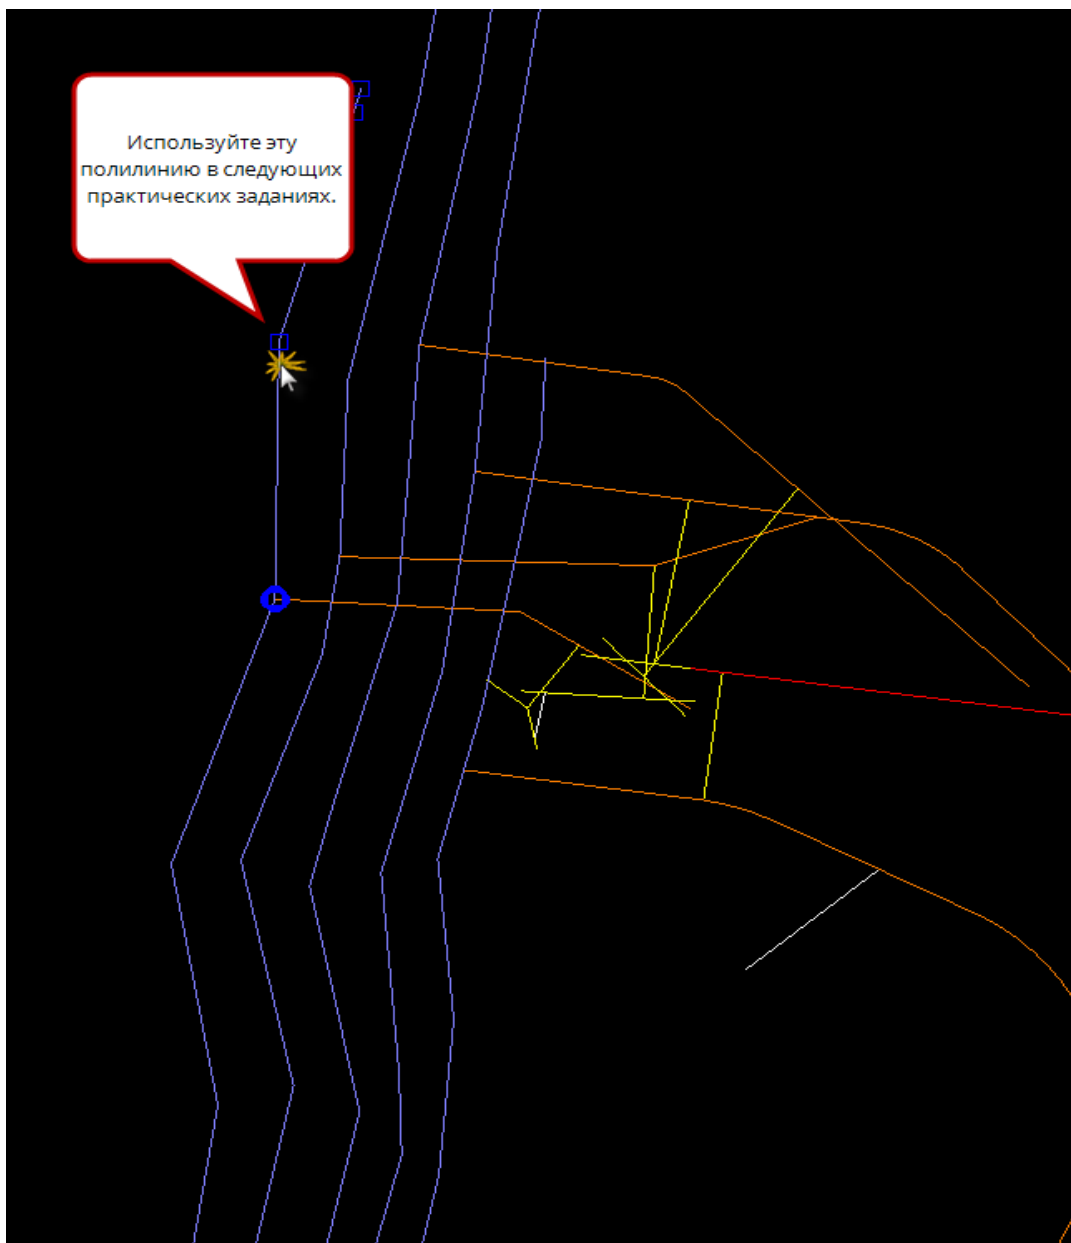 Используйте эту
полилинию в следующих
практических заданиях.